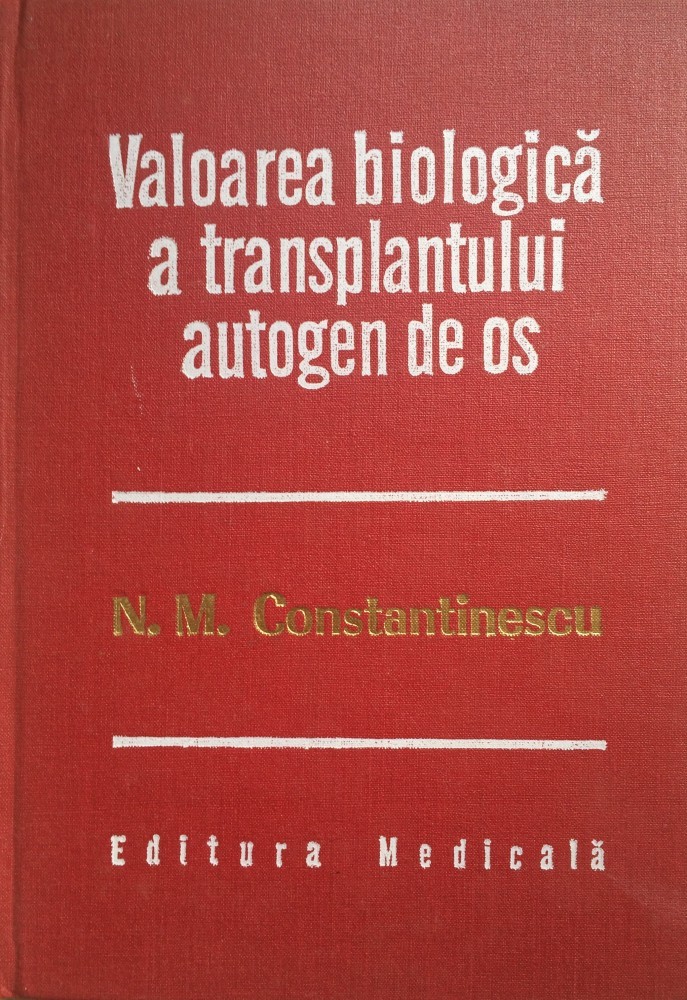 Valoarea biologică
a transplantului
autogen de os
N. M. Constantinescu
Editura Medicală